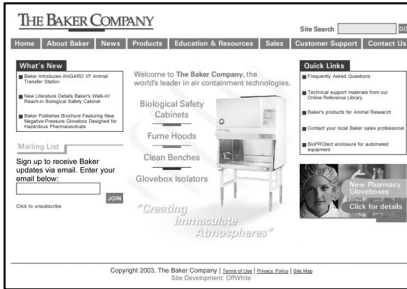 THE BAKER COMPANY
Site Search
GO
Home About Baker News Products Education & Resources Sales Customer Support Contact Us
What's New
Baker Introduces AniGARD VF Animal
Transfer Station
New Literature Details Baker's Walk-in/
Reach-in Biological Safety Cabinet
Baker Publishes Brochure Featuring New
Negative-Pressure Glovebox Designed for
Hazardous Pharmaceuticals
Mailing List
Sign up to receive Baker
updates via email. Enter your
email below:
JOIN
Click to unsubscribe
Welcome to The Baker Company, the
world's leader in air containment technologies.
Biological Safety
Cabinets
Fume Hoods
Clean Benches
Glovebox Isolators
"Creating
Immaculate
Atmospheres"
Quick Links
Frequently Asked Questions
Technical support materials from our
Online Reference Library
Baker's products for Animal Research
Contact your local Baker sales professional
BioPROtect enclosure for automated
equipment
New Pharmacy
Gloveboxes
Click for details
Copyright 2003, The Baker Company | Terms of Use | Privacy Policy | Site Map
Site Development: OffWhite